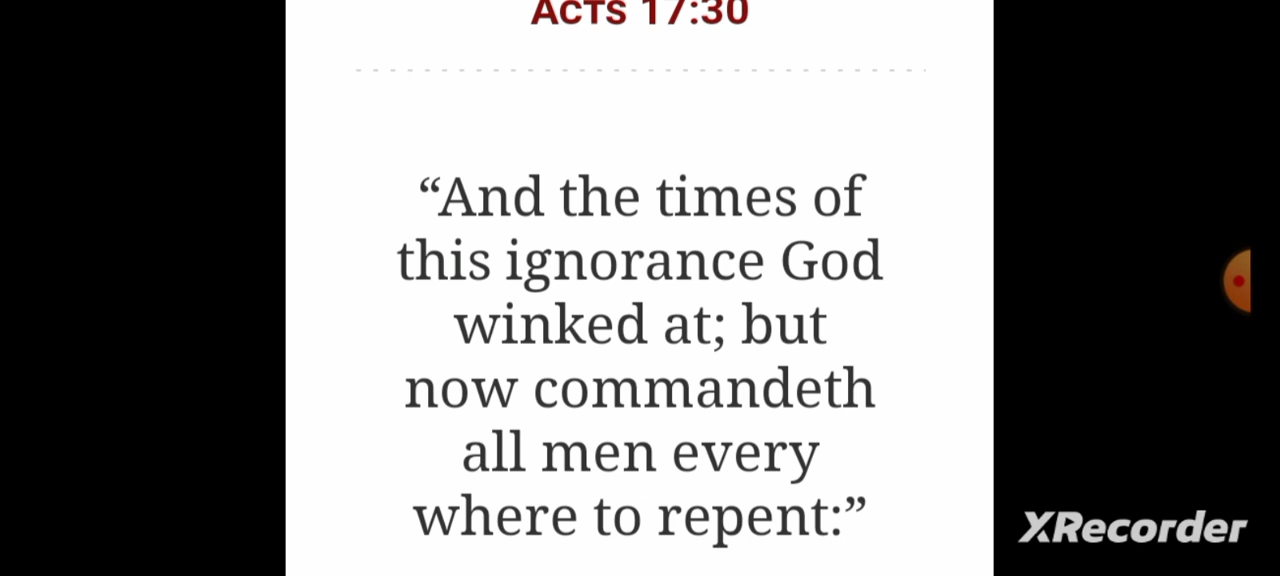 ACTS 17:30
“And the times of
this ignorance God
winked at; but
now commandeth
all men every
where to repent:”
XRecorder